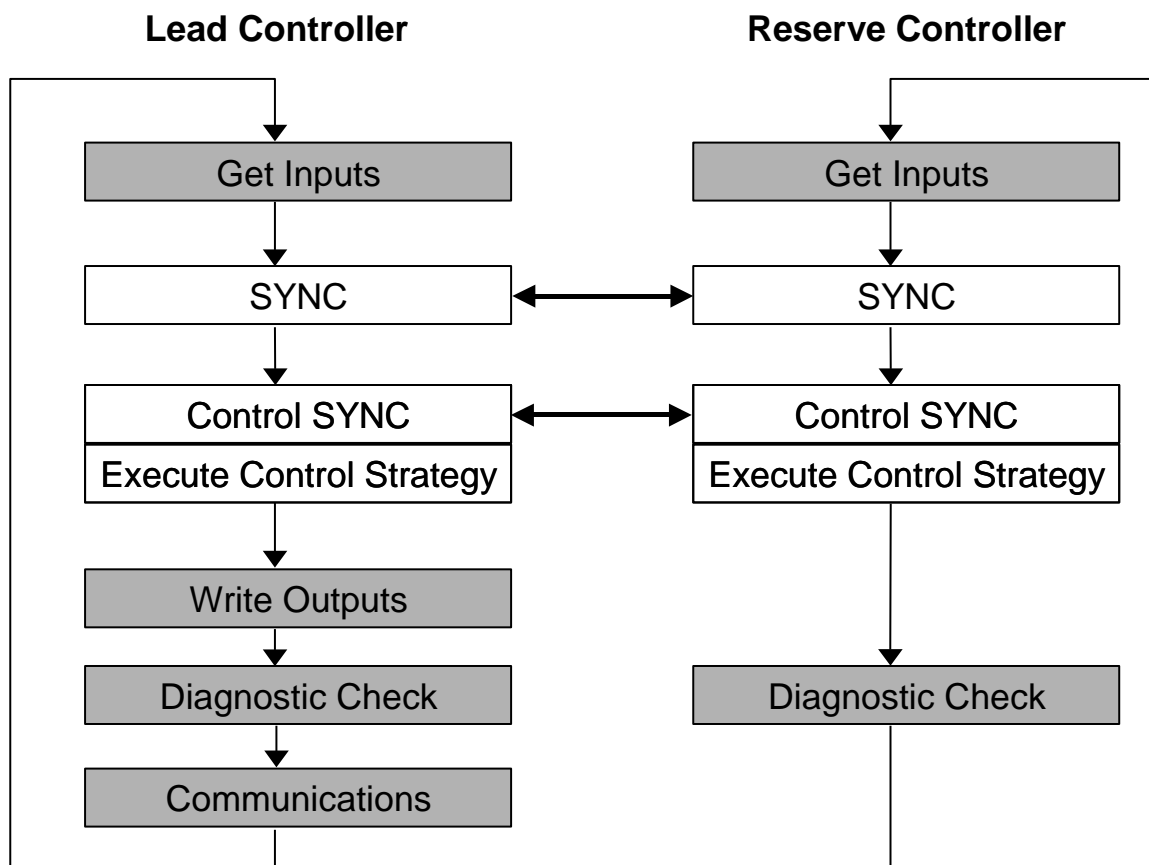 Lead Controller
Reserve Controller
Get Inputs
Get Inputs
SYNC
SYNC
Control SYNC
Control SYNC
Execute Control Strategy
Execute Control Strategy
Write Outputs
Diagnostic Check
Diagnostic Check
Communications